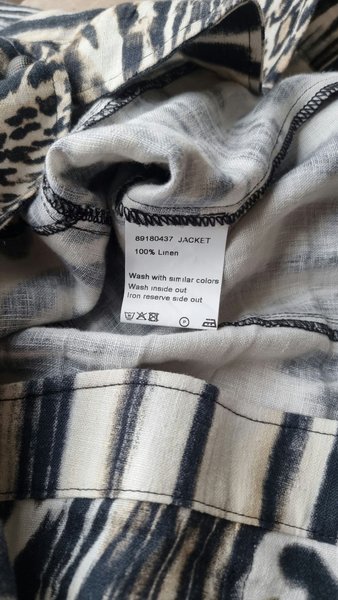 89180437 JACKET
100% Linen
Wash with similar colors
Wash inside out
Iron reserve side out